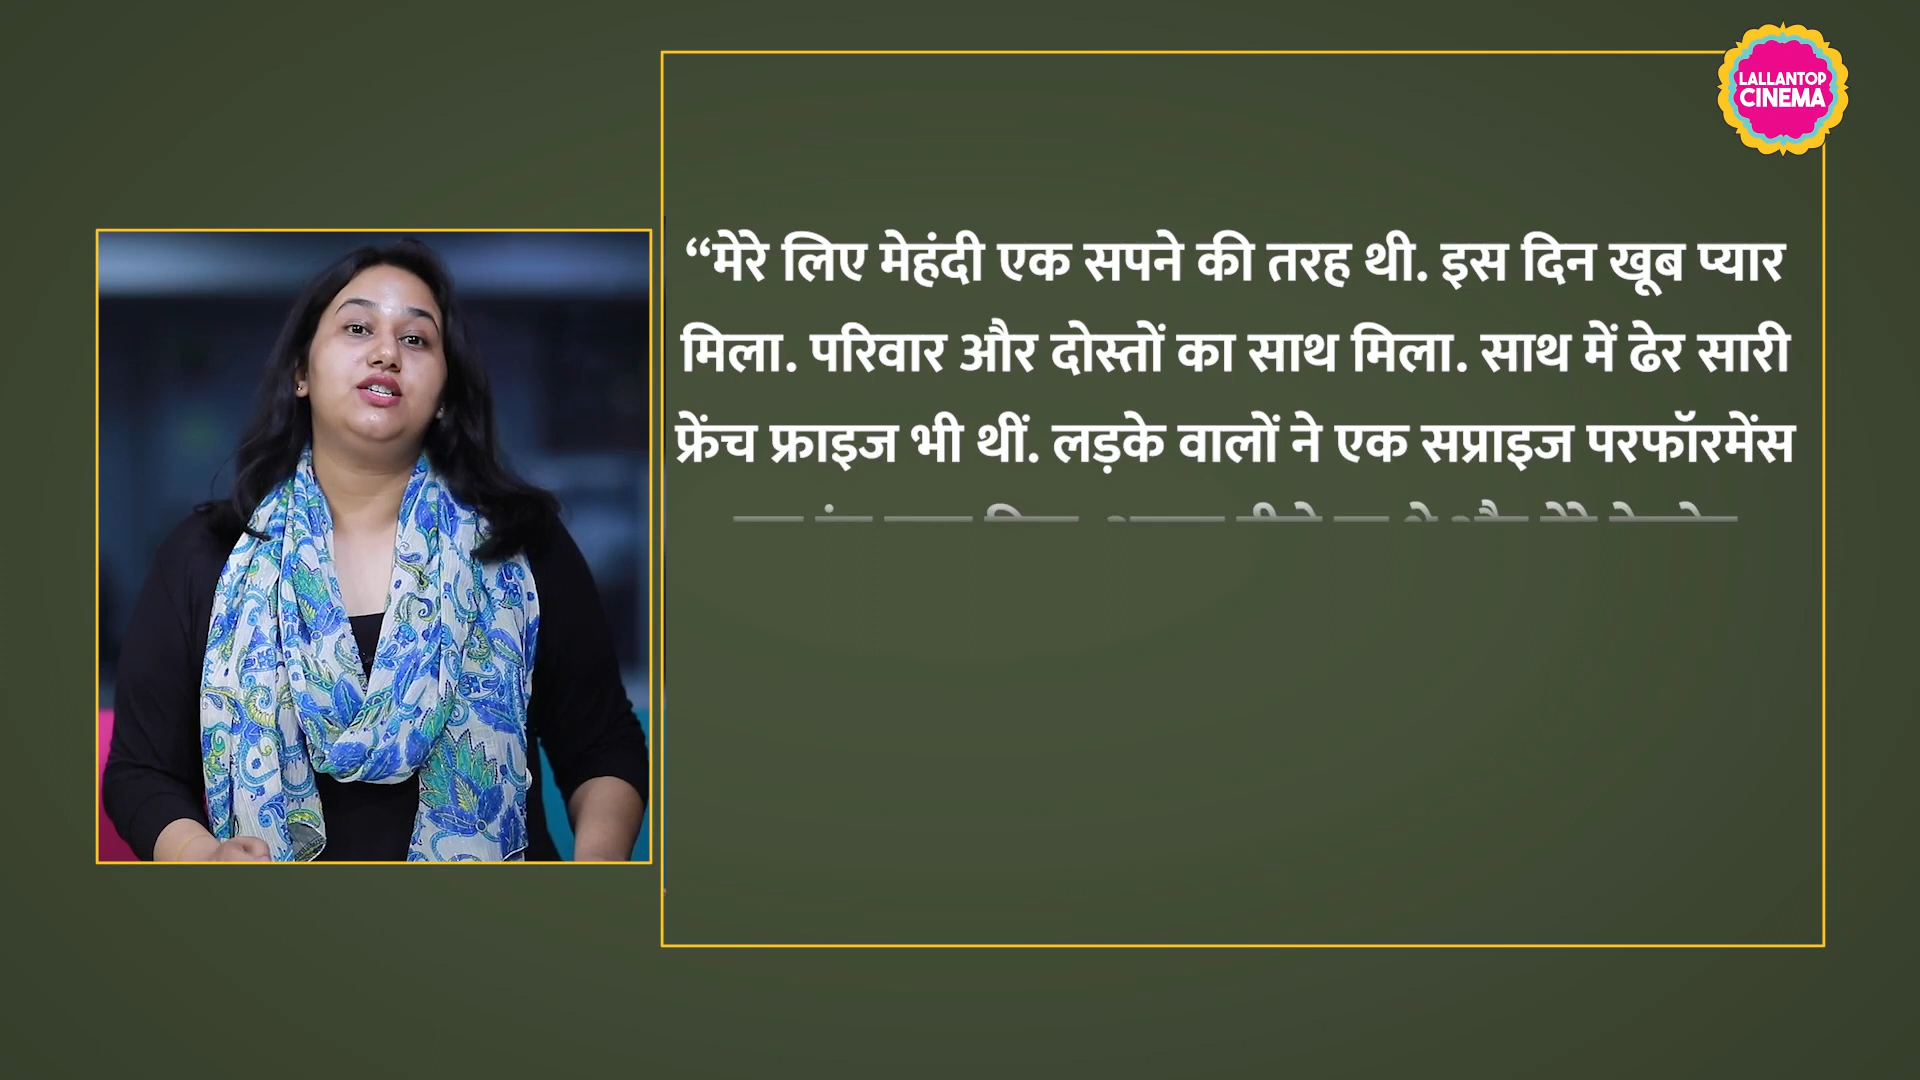 LALLANTOP
CINEMA
“मेरे लिए मेहंदी एक सपने की तरह थी. इस दिन खूब प्यार
मिला. परिवार और दोस्तों का साथ मिला. साथ में ढेर सारी
फ्रेंच फ्राइज भी थीं. लड़के वालों ने एक सप्राइज परफॉरमेंस